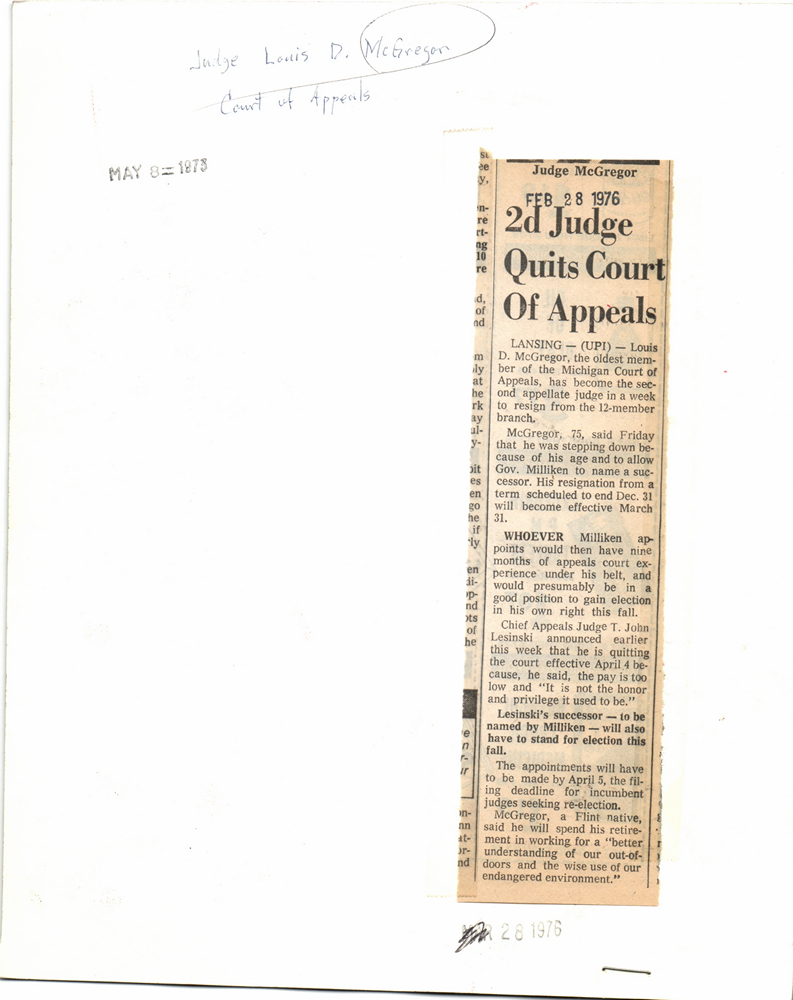 Judge Louis D. McGregor
Court of Appeals
MAY 8 = 1973
Judge McGregor
FEB 28 1976
2d Judge
Quits Court
Of Appeals
LANSING — (UPI) — Louis
D. McGregor, the oldest mem-
ber of the Michigan Court of
Appeals, has become the sec-
ond appellate judge in a week
to resign from the 12-member
branch.
McGregor, 75, said Friday
that he was stepping down be-
cause of his age and to allow
Gov. Milliken to name a suc-
cessor. His resignation from a
term scheduled to end Dec. 31
will become effective March
31.
WHOEVER Milliken ap-
points would then have nine
months of appeals court ex-
perience under his belt, and
would presumably be in a
good position to gain election
in his own right this fall.
Chief Appeals Judge T. John
Lesinski announced earlier
this week that he is quitting
the court effective April 4 be-
cause, he said, the pay is too
low and "It is not the honor
and privilege it used to be."
Lesinski's successor — to be
named by Milliken — will also
have to stand for election this
fall.
The appointments will have
to be made by April 5, the fil-
ing deadline for incumbent
judges seeking re-election.
McGregor, a Flint native,
said he will spend his retire-
ment in working for a "better
understanding of our out-of-
doors and the wise use of our
endangered environment."
28 1976